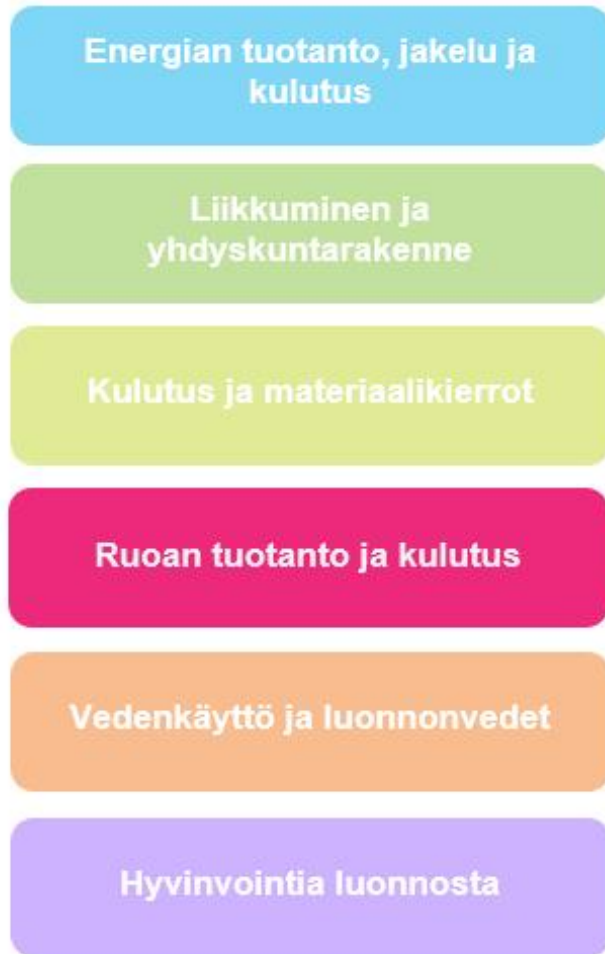 Energian tuotanto, jakelu ja
kulutus
Liikkuminen ja
yhdyskuntarakenne
Kulutus ja materiaalikierrot
Ruoan tuotanto ja kulutus
Vedenkäyttö ja luonnonvedet
Hyvinvointia luonnosta